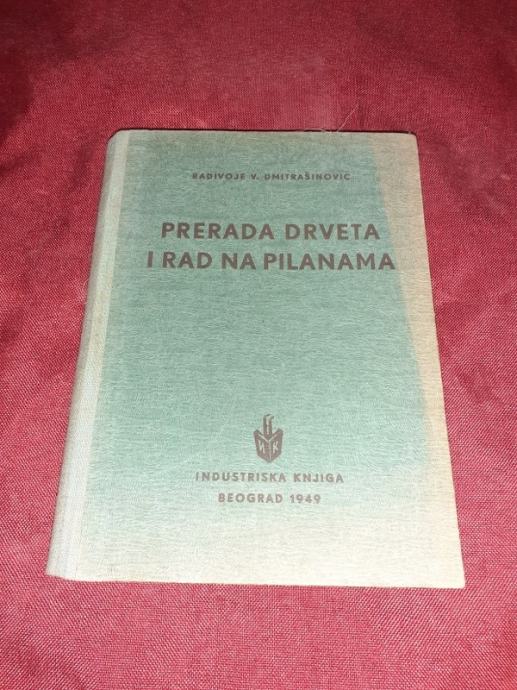 RADIVOJE V. DMITRAŠINOVIĆ
PRERADA DRVETA
I RAD NA PILANAMA
И К
INDUSTRISKA KNJIGA
BEOGRAD 1949